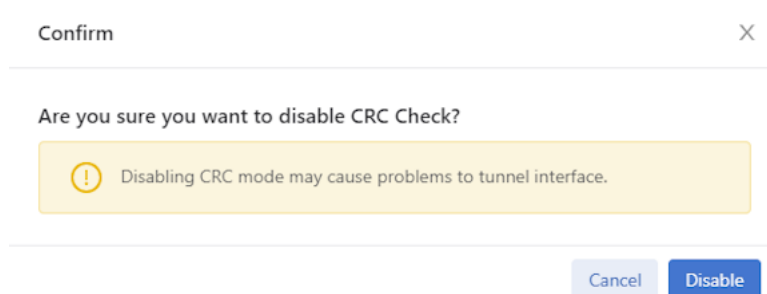 Confirm
Are you sure you want to disable CRC Check?
Disabling CRC mode may cause problems to tunnel interface.
Cancel Disable